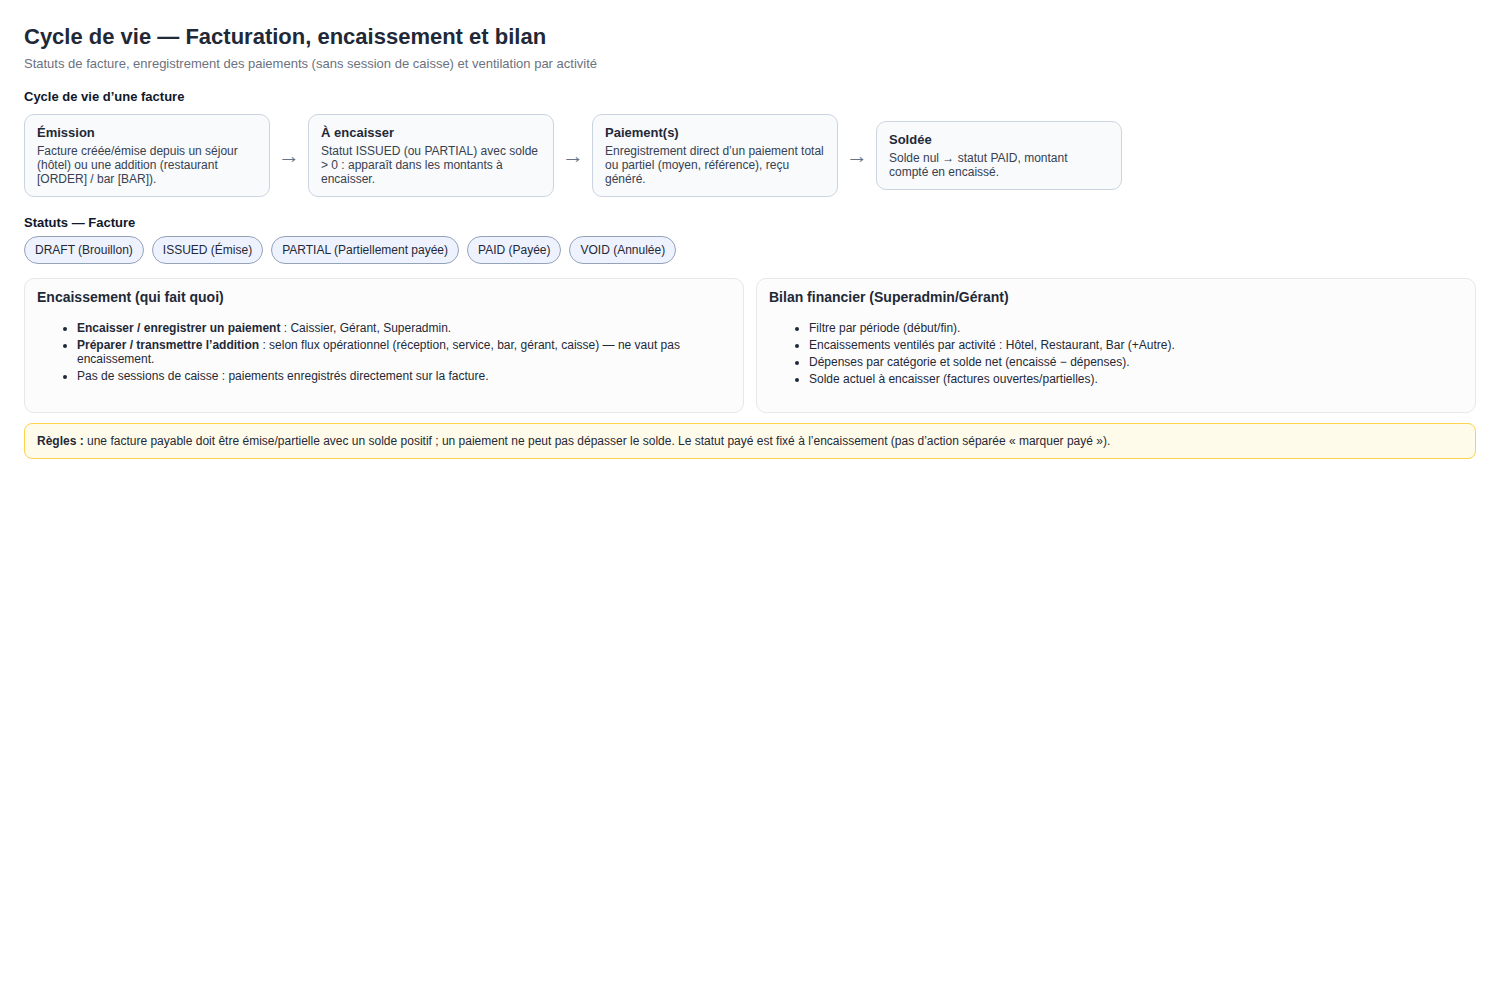 Cycle de vie — Facturation, encaissement et bilan
Statuts de facture, enregistrement des paiements (sans session de caisse) et ventilation par activité
Cycle de vie d’une facture
Émission
Facture créée/émise depuis un séjour
(hôtel) ou une addition (restaurant
[ORDER] / bar [BAR]).
→
À encaisser
Statut ISSUED (ou PARTIAL) avec solde
> 0 : apparaît dans les montants à
encaisser.
→
Paiement(s)
Enregistrement direct d’un paiement total
ou partiel (moyen, référence), reçu
généré.
→
Soldée
Solde nul → statut PAID, montant
compté en encaissé.
Statuts — Facture
DRAFT (Brouillon)
ISSUED (Émise)
PARTIAL (Partiellement payée)
PAID (Payée)
VOID (Annulée)
Encaissement (qui fait quoi)
• Encaisser / enregistrer un paiement : Caissier, Gérant, Superadmin.
• Préparer / transmettre l’addition : selon flux opérationnel (réception, service, bar, gérant, caisse) — ne vaut pas
encaissement.
• Pas de sessions de caisse : paiements enregistrés directement sur la facture.
Bilan financier (Superadmin/Gérant)
• Filtre par période (début/fin).
• Encaissements ventilés par activité : Hôtel, Restaurant, Bar (+Autre).
• Dépenses par catégorie et solde net (encaissé − dépenses).
• Solde actuel à encaisser (factures ouvertes/partielles).
Règles : une facture payable doit être émise/partielle avec un solde positif ; un paiement ne peut pas dépasser le solde. Le statut payé est fixé à l’encaissement (pas d’action séparée « marquer payé »).